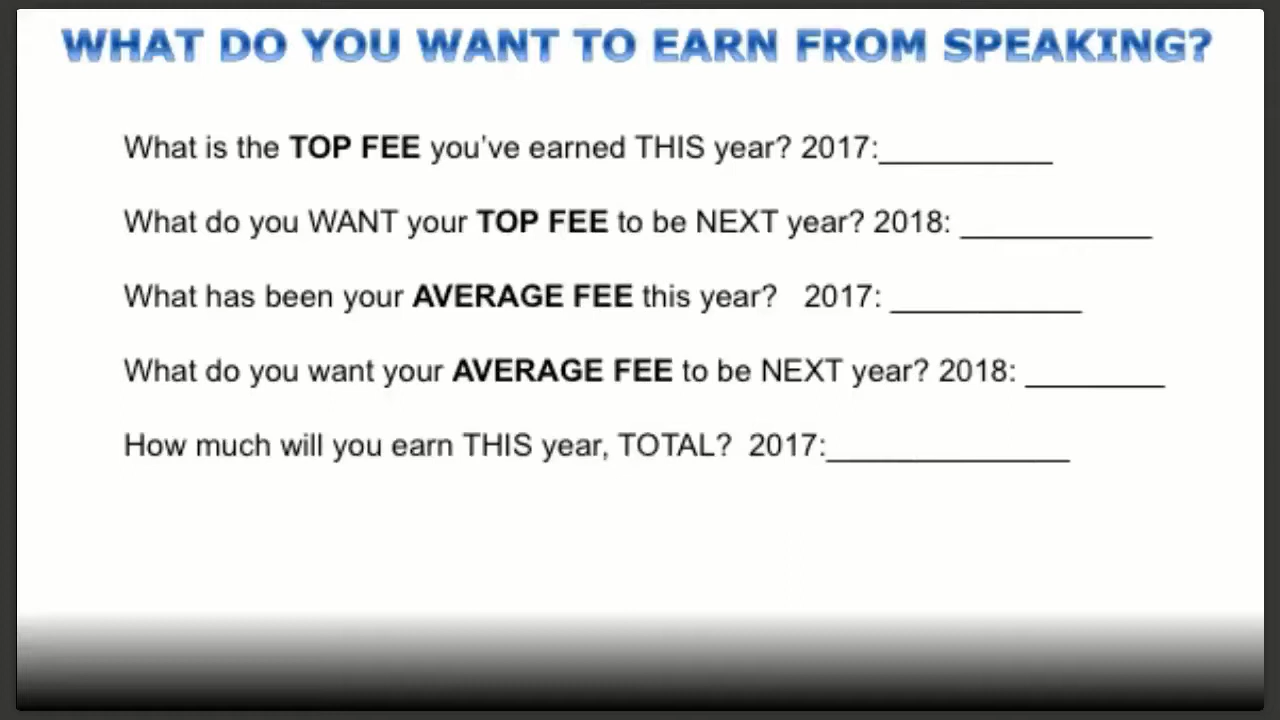 WHAT DO YOU WANT TO EARN FROM SPEAKING?
What is the TOP FEE you've earned THIS year? 2017:___________
What do you WANT your TOP FEE to be NEXT year? 2018: ____________
What has been your AVERAGE FEE this year? 2017: ____________
What do you want your AVERAGE FEE to be NEXT year? 2018: _________
How much will you earn THIS year, TOTAL? 2017:_______________